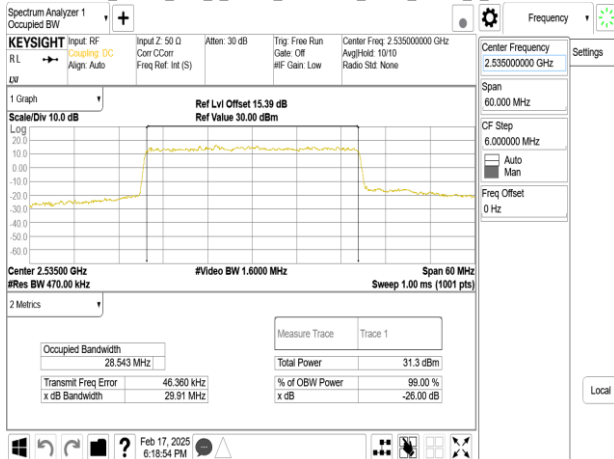 Spectrum Analyzer 1
Occupied BW
+
Frequency
KEYSIGHT
RL
LXI
Input: RF
Coupling: DC
Align: Auto
Input Z: 50 Ω
Corr CCorr
Freq Ref: Int (S)
Atten: 30 dB
Trig: Free Run
Gate: Off
#IF Gain: Low
Center Freq: 2.535000000 GHz
Avg|Hold: 10/10
Radio Std: None
Center Frequency
2.535000000 GHz
Settings
Span
60.000 MHz
CF Step
6.000000 MHz
Auto
Man
Freq Offset
0 Hz
Local
1 Graph
Scale/Div 10.0 dB
Ref Lvl Offset 15.39 dB
Ref Value 30.00 dBm
Log
20.0
10.0
0.00
-10.0
-20.0
-30.0
-40.0
-50.0
-60.0
Center 2.53500 GHz
#Res BW 470.00 kHz
#Video BW 1.6000 MHz
Span 60 MHz
Sweep 1.00 ms (1001 pts)
2 Metrics
Measure Trace Trace 1
Occupied Bandwidth
28.543 MHz
Total Power 31.3 dBm
Transmit Freq Error 46.360 kHz
% of OBW Power 99.00 %
x dB Bandwidth 29.91 MHz
x dB -26.00 dB
?
Feb 17, 2025
6:18:54 PM